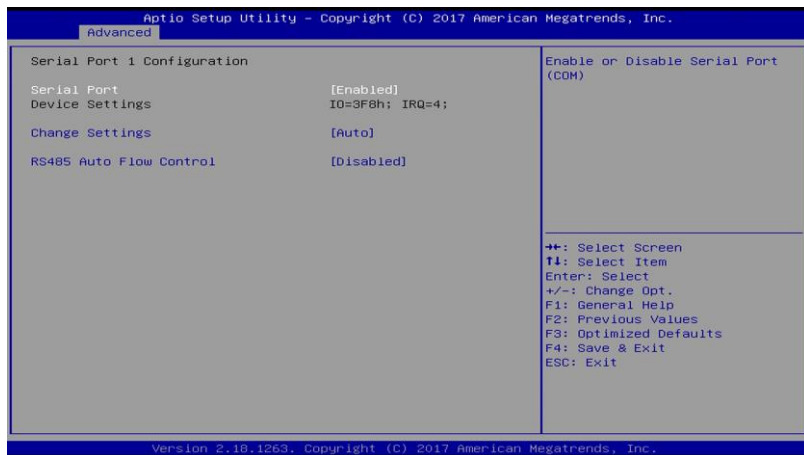 Aptio Setup Utility – Copyright (C) 2017 American Megatrends, Inc.
Advanced
Serial Port 1 Configuration
Serial Port [Enabled]
Device Settings IO=3F8h; IRQ=4;
Change Settings [Auto]
RS485 Auto Flow Control [Disabled]
Enable or Disable Serial Port
(COM)
→←: Select Screen
↑↓: Select Item
Enter: Select
+/-: Change Opt.
F1: General Help
F2: Previous Values
F3: Optimized Defaults
F4: Save & Exit
ESC: Exit
Version 2.18.1263. Copyright (C) 2017 American Megatrends, Inc.